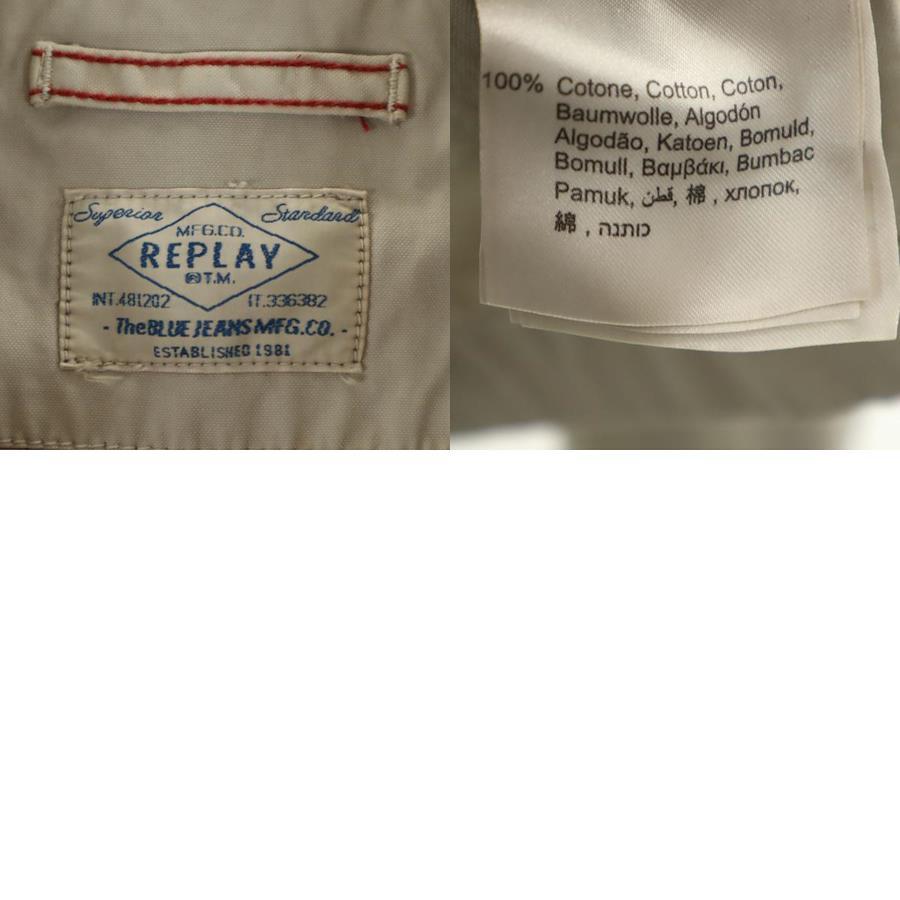 Superior Standard
MFG.CO.
REPLAY
®T.M.
INT.481202 IT.336382
- The BLUE JEANS MFG.CO. -
ESTABLISHED 1981
100% Cotone, Cotton, Coton,
Baumwolle, Algodón
Algodão, Katoen, Bomuld,
Bomull, Βαμβάκι, Bumbac
Pamuk, قطن, 棉, хлопок,
綿, כותנה